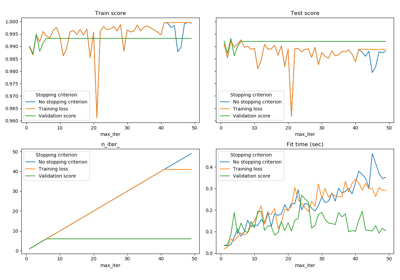 Train score
Test score
1.000
0.995
0.990
0.985
0.980
0.975
0.970
0.965
0.960
Stopping criterion
No stopping criterion
Training loss
Validation score
Stopping criterion
No stopping criterion
Training loss
Validation score
0 10 20 30 40 50
max_iter
0 10 20 30 40 50
max_iter
n_iter_
Fit time (sec)
50
40
30
20
10
0
Stopping criterion
No stopping criterion
Training loss
Validation score
0.4
0.3
0.2
0.1
0.0
Stopping criterion
No stopping criterion
Training loss
Validation score
0 10 20 30 40 50
max_iter
0 10 20 30 40 50
max_iter